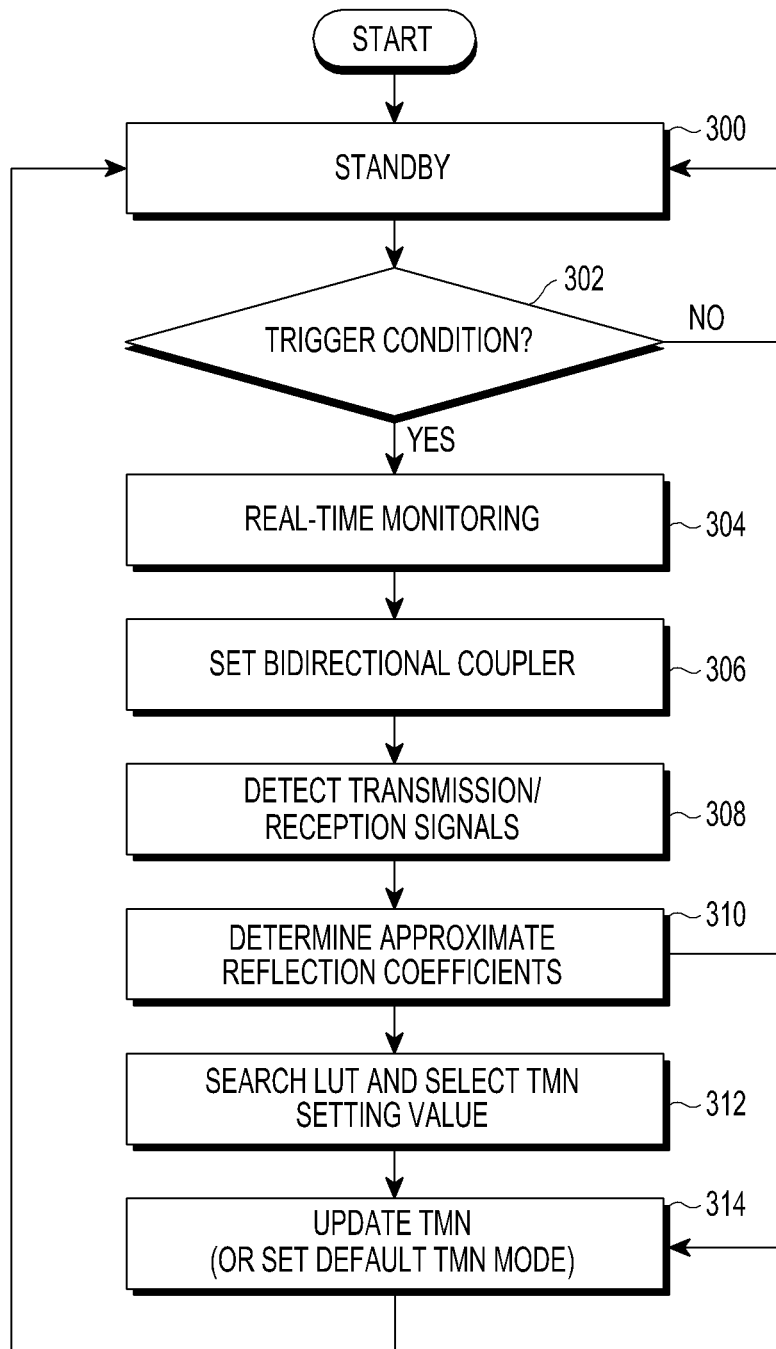 START
300
STANDBY
302
TRIGGER CONDITION?
NO
YES
REAL-TIME MONITORING
304
SET BIDIRECTIONAL COUPLER
306
DETECT TRANSMISSION/
RECEPTION SIGNALS
308
310
DETERMINE APPROXIMATE
REFLECTION COEFFICIENTS
SEARCH LUT AND SELECT TMN
SETTING VALUE
312
314
UPDATE TMN
(OR SET DEFAULT TMN MODE)